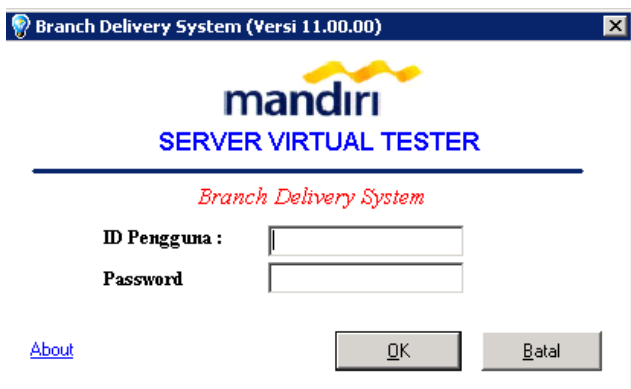 Branch Delivery System (Versi 11.00.00)
mandırı
SERVER VIRTUAL TESTER
Branch Delivery System
ID Pengguna :
Password
About
OK
Batal